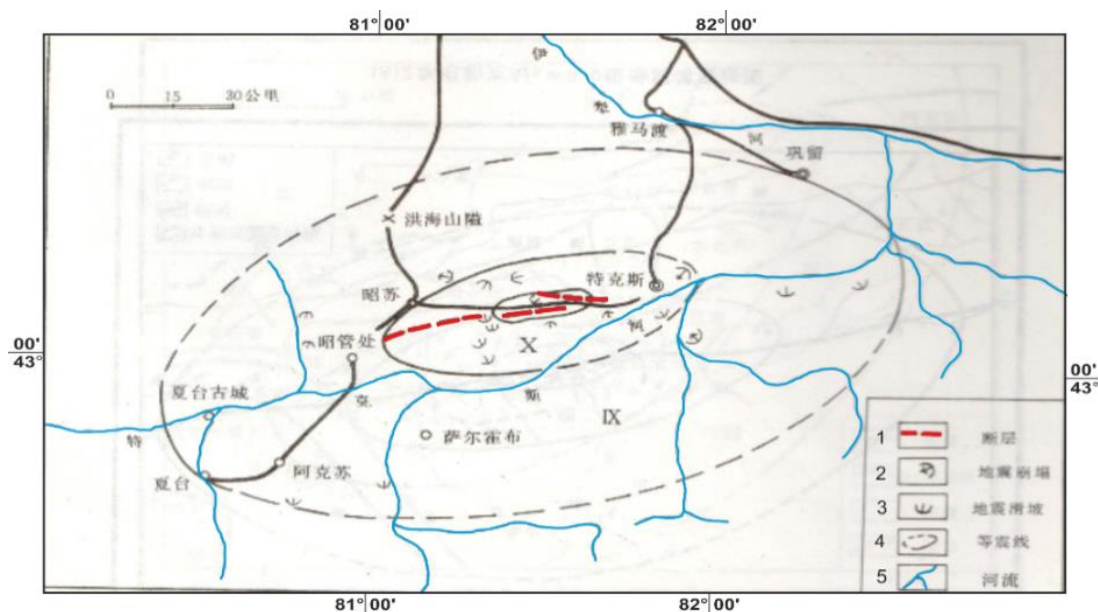 81°00′ 82°00′
0 15 30公里
伊
犁
雅马渡
河
巩留
洪海山隘
特克斯
昭苏
河
00′
43°
昭管处
X
00′
43°
夏台古城
克
斯
IX
特
萨尔霍布
夏台
阿克苏
1 断层
2 地震崩塌
3 地震滑坡
4 等震线
5 河流
81°00′ 82°00′